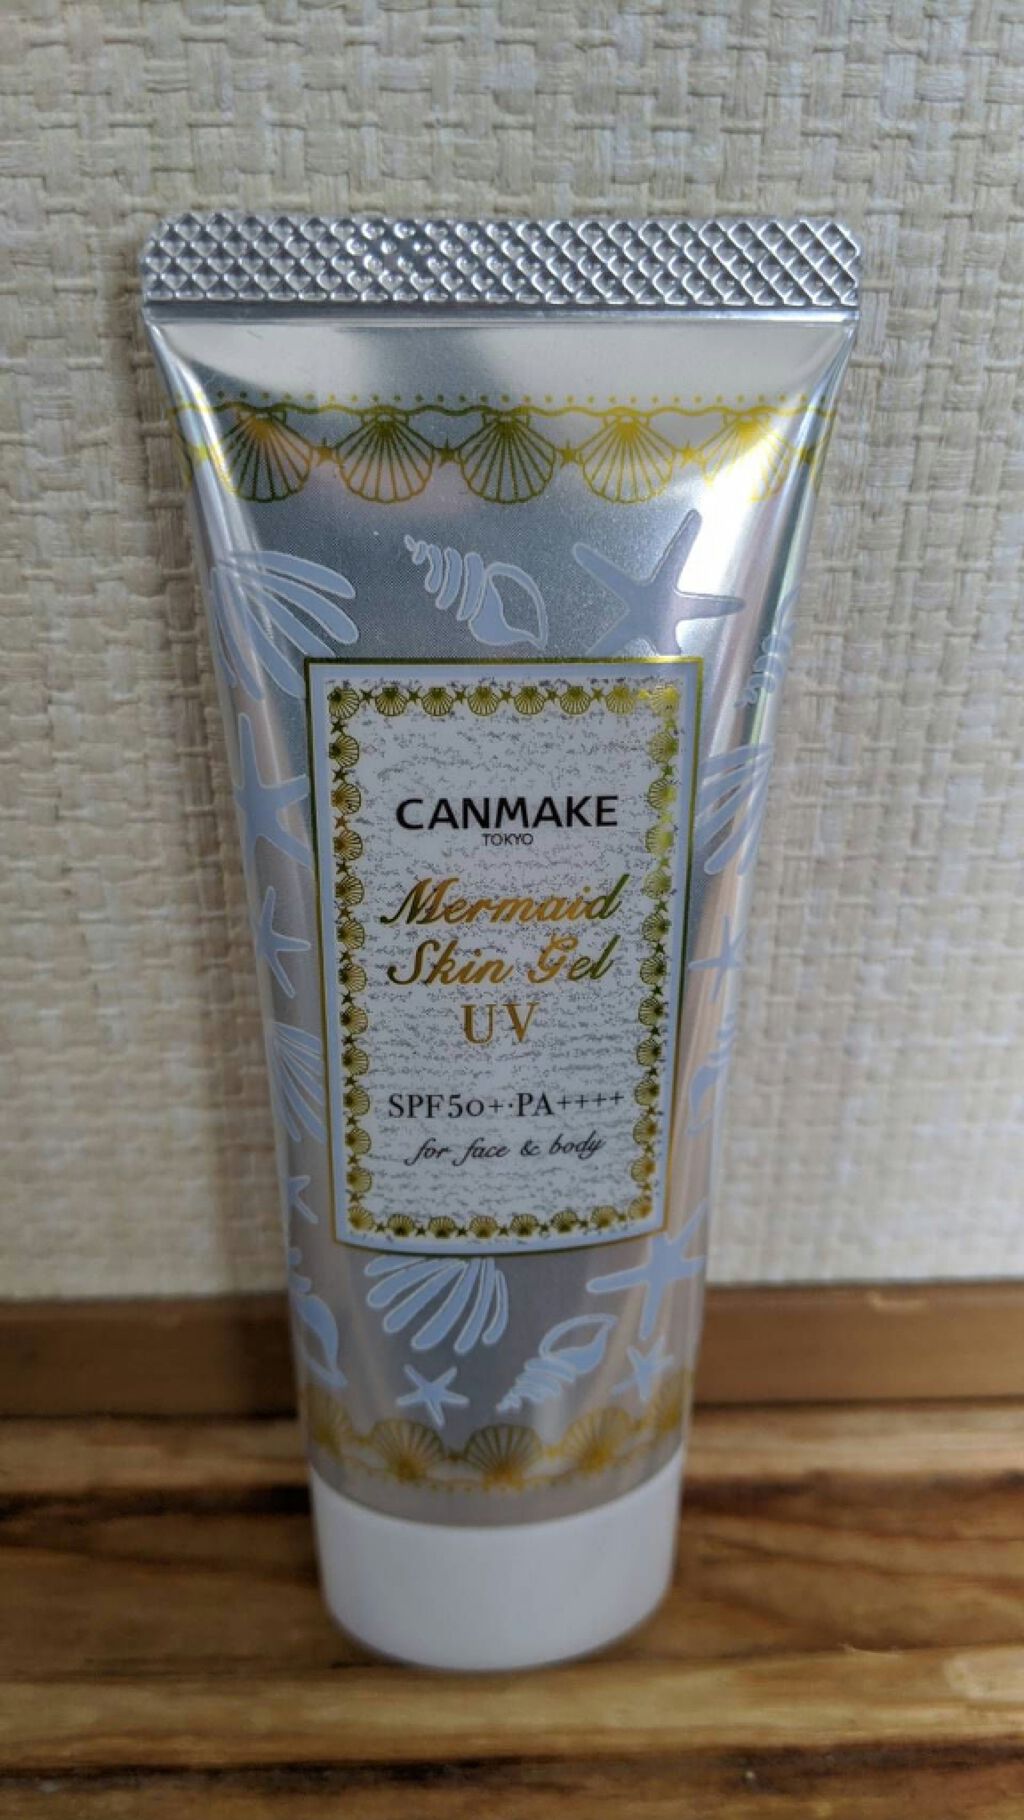 CANMAKE
TOKYO
Mermaid
Skin Gel
UV
SPF50+·PA++++
for face & body